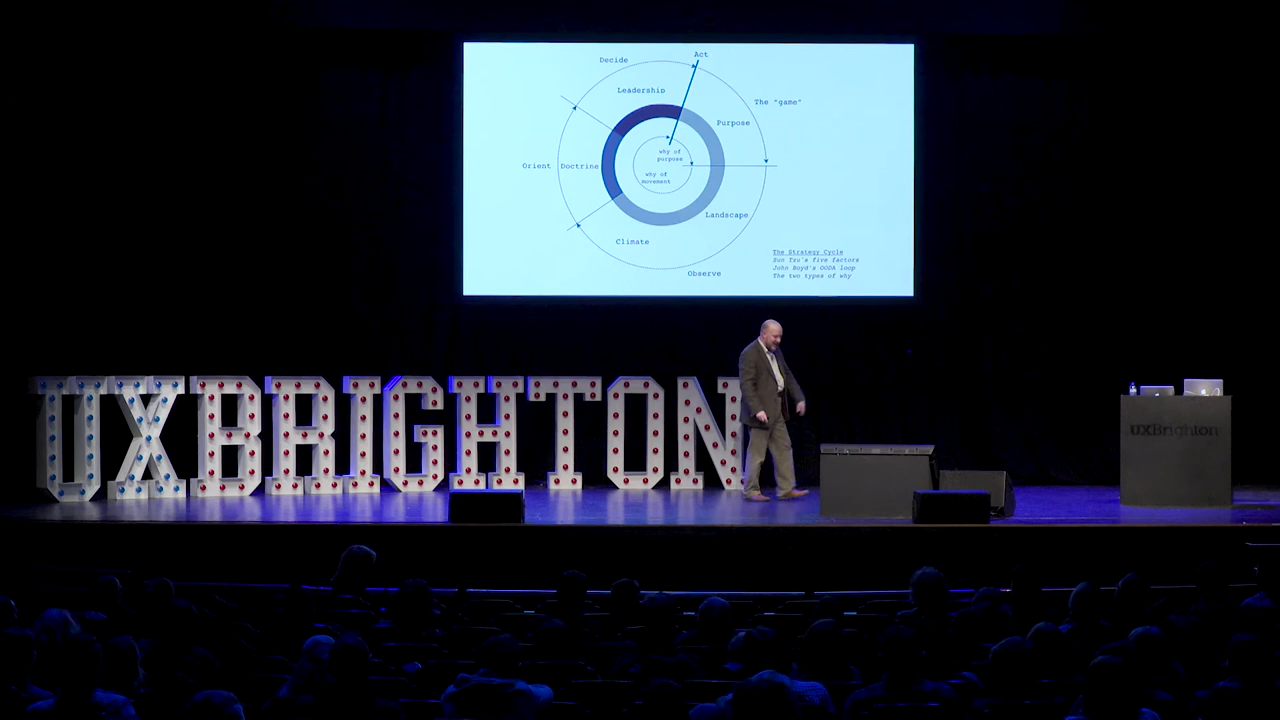 Act
Decide
Leadership
The "game"
Purpose
why of
purpose
Orient
Doctrine
why of
movement
Landscape
Climate
Observe
The Strategy Cycle
Sun Tzu's five factors
John Boyd's OODA loop
The two types of why
UXBRIGHTON
UXBrighton